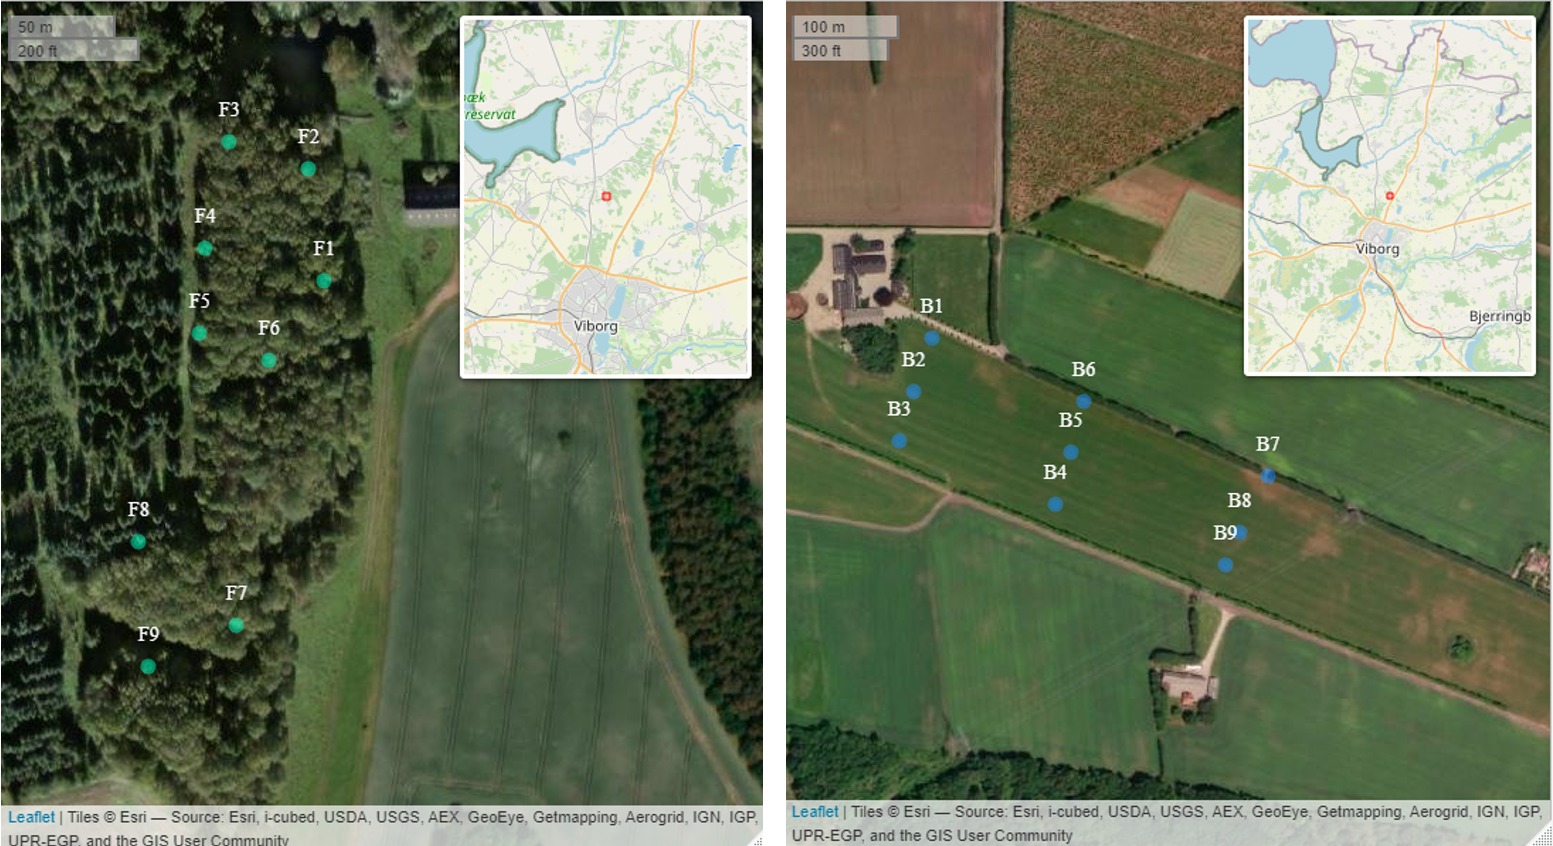 50 m
200 ft
bæk
reservat
Viborg
F3
F2
F4
F1
F5
F6
F8
F7
F9
Leaflet | Tiles © Esri — Source: Esri, i-cubed, USDA, USGS, AEX, GeoEye, Getmapping, Aerogrid, IGN, IGP,
UPR-EGP, and the GIS User Community
100 m
300 ft
Viborg
Bjerringb
B1
B2
B6
B3
B5
B7
B4
B8
B9
Leaflet | Tiles © Esri — Source: Esri, i-cubed, USDA, USGS, AEX, GeoEye, Getmapping, Aerogrid, IGN, IGP,
UPR-EGP, and the GIS User Community